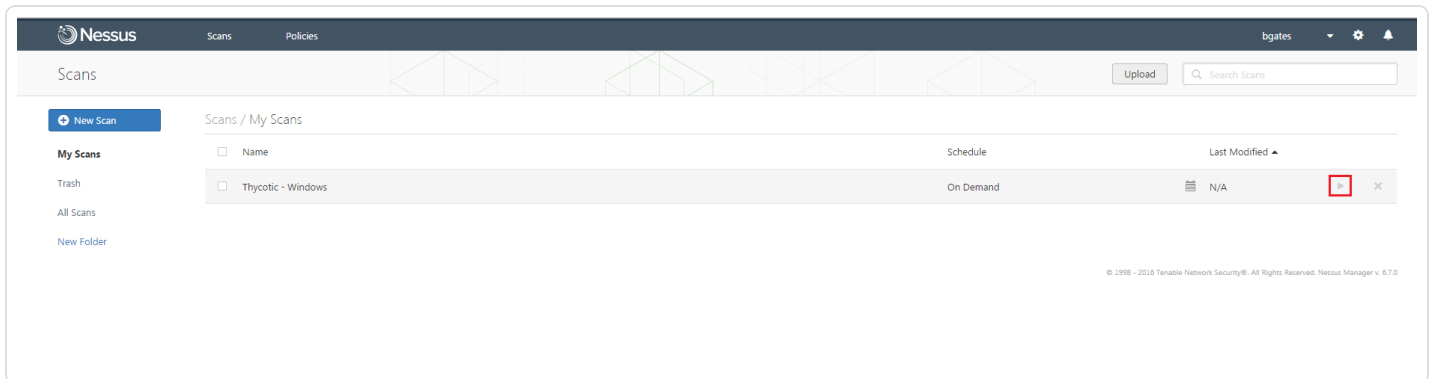 Nessus Scans Policies bgates
Scans Upload Search Scans
New Scan Scans / My Scans
My Scans Name Schedule Last Modified
Trash Thycotic - Windows On Demand N/A
All Scans
New Folder
© 1998 - 2016 Tenable Network Security®. All Rights Reserved. Nessus Manager v. 6.7.0